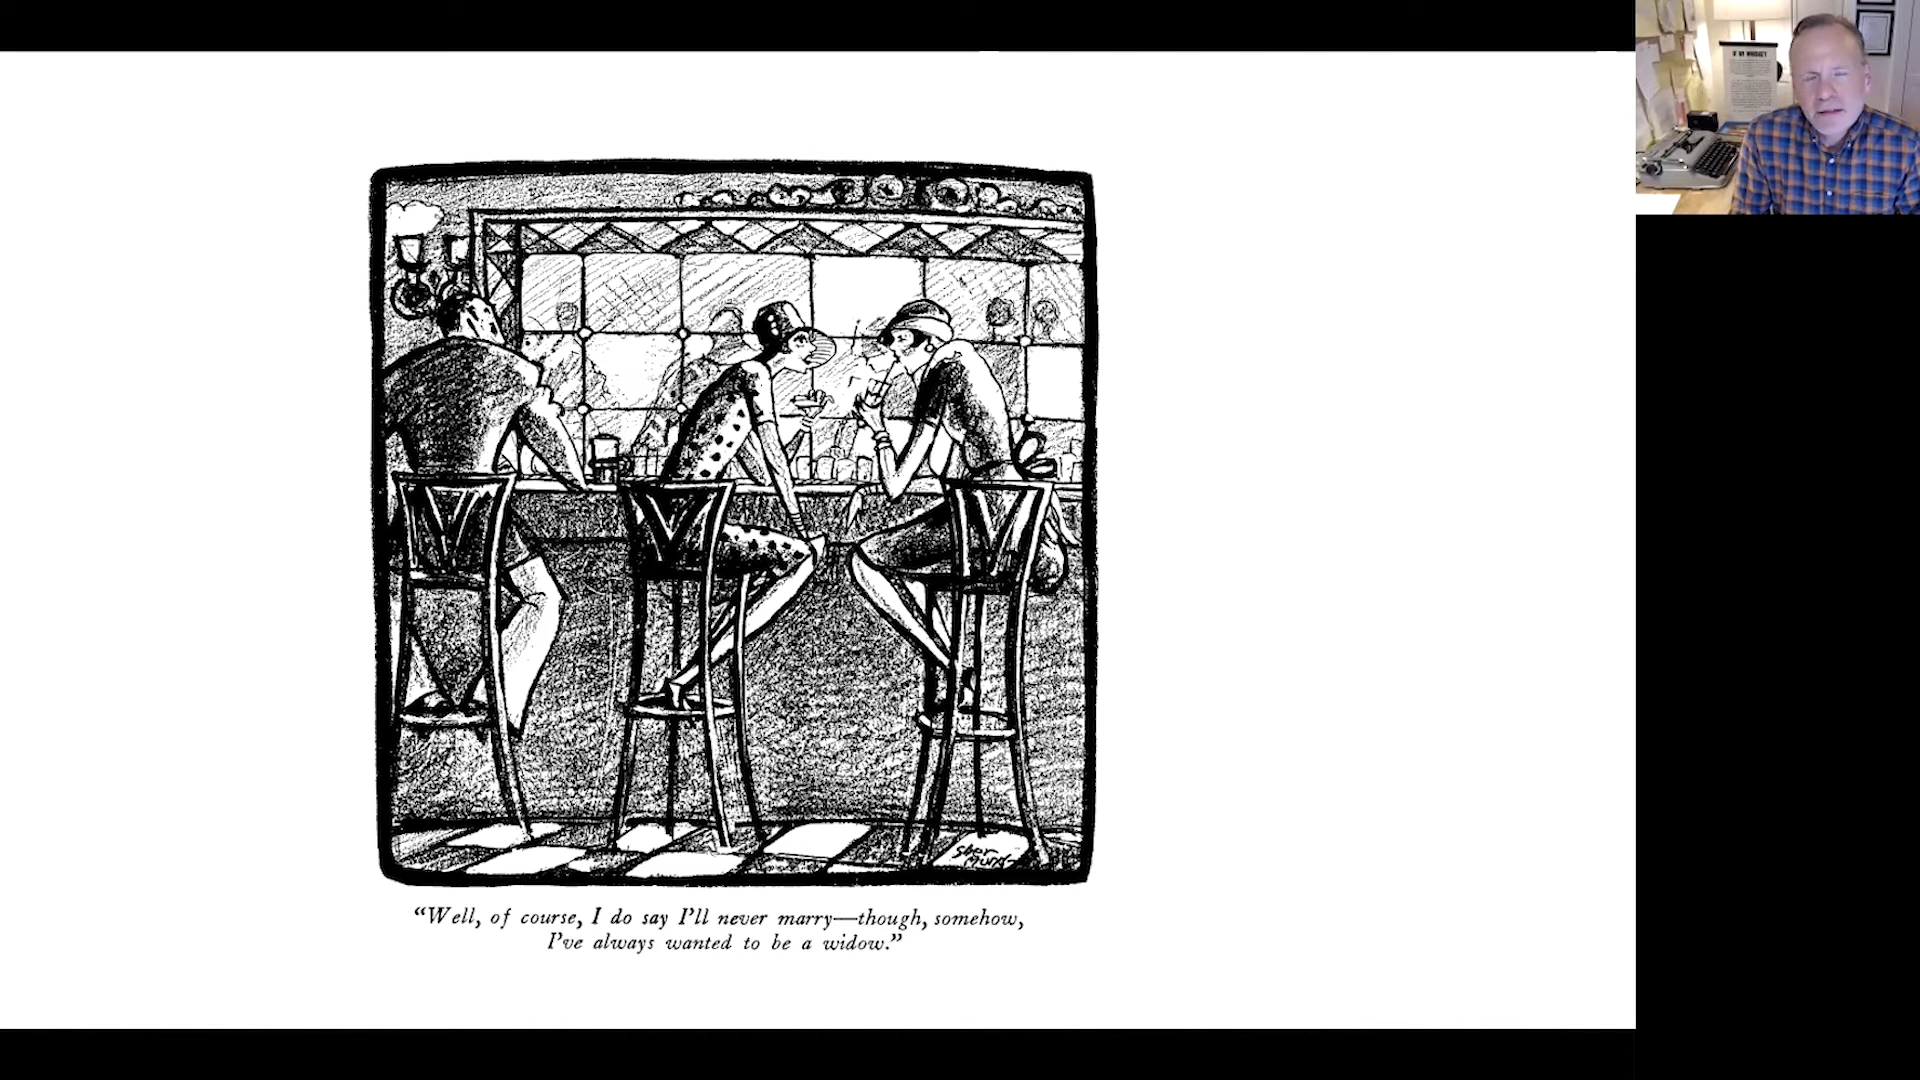 “Well, of course, I do say I’ll never marry—though, somehow,
I’ve always wanted to be a widow.”